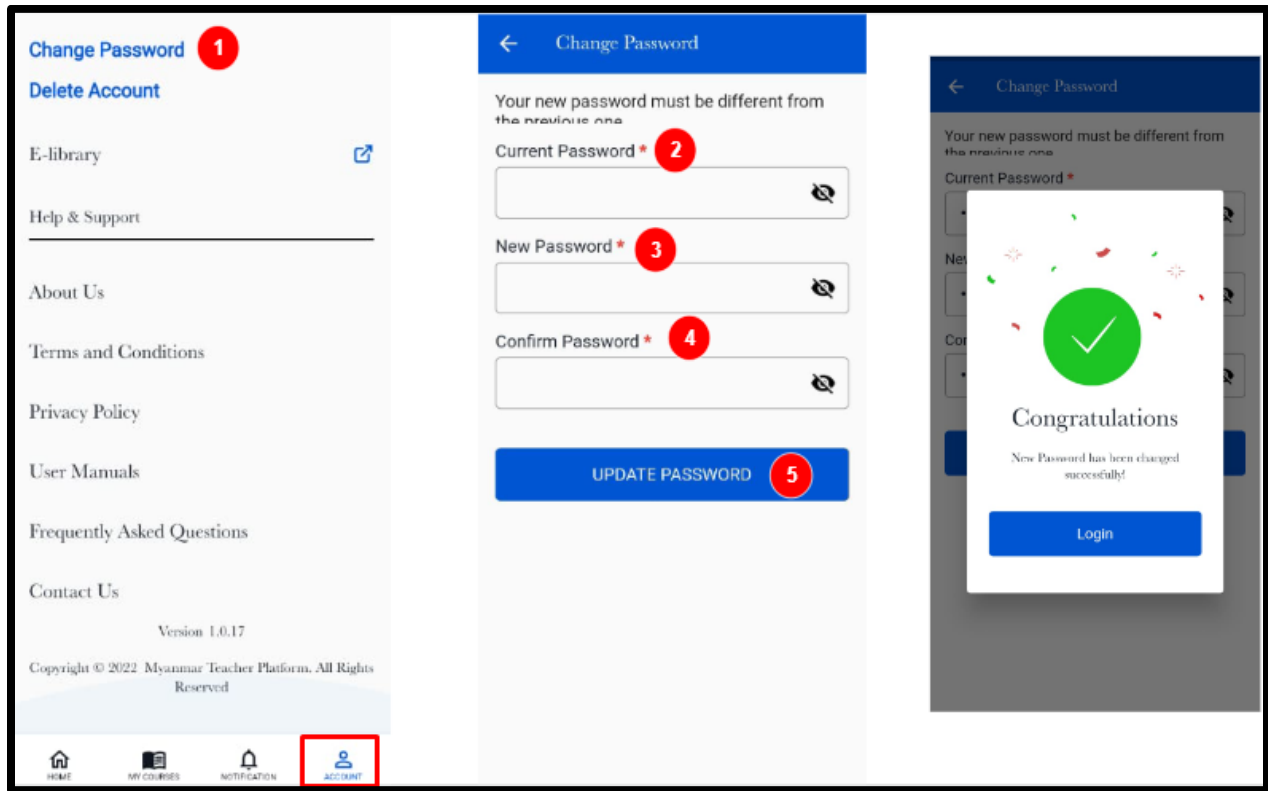 Change Password 1
Delete Account
E-library
Help & Support
About Us
Terms and Conditions
Privacy Policy
User Manuals
Frequently Asked Questions
Contact Us
Version 1.0.17
Copyright © 2022 Myanmar Teacher Platform. All Rights
Reserved
HOME
MY COURSES
NOTIFICATION
ACCOUNT
Change Password
Your new password must be different from
the previous one
Current Password * 2
New Password * 3
Confirm Password * 4
UPDATE PASSWORD 5
Change Password
Your new password must be different from
the previous one
Current Password *
Ne
Con
Congratulations
New Password has been changed
successfully!
Login